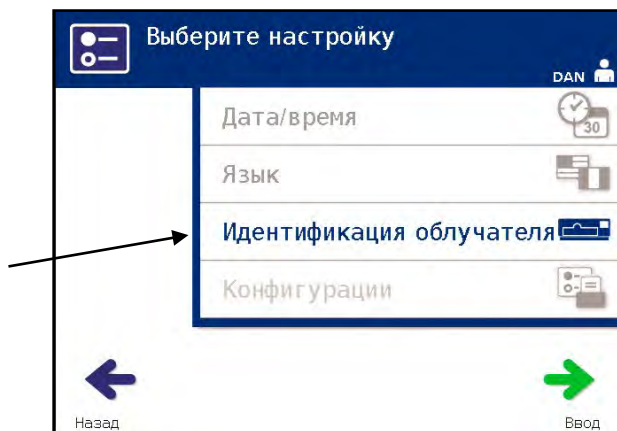 Выберите настройку
DAN
Дата/время
30
Язык
Идентификация облучателя
Конфигурации
Назад
Ввод